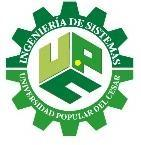 INGENIERÍA DE SISTEMAS
UPC
UNIVERSIDAD POPULAR DEL CESAR